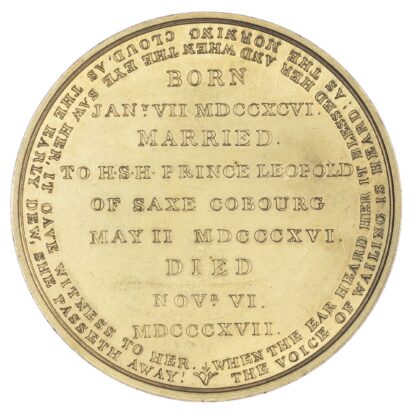 BORN
JANY. VII MDCCXCVI.
MARRIED.
TO H·S·H· PRINCE LEOPOLD
OF SAXE COBOURG
MAY II MDCCCXVI.
DIED
NOVR. VI.
MDCCCXVII.
WHEN THE EAR HEARD HER IT BLESSED HER AND WHEN THE EYE SAW HER, IT GAVE WITNESS TO HER.
THE VOICE OF WAILING IS HEARD; AS THE MORNING CLOUD, AS THE EARLY DEW, SHE PASSETH AWAY!